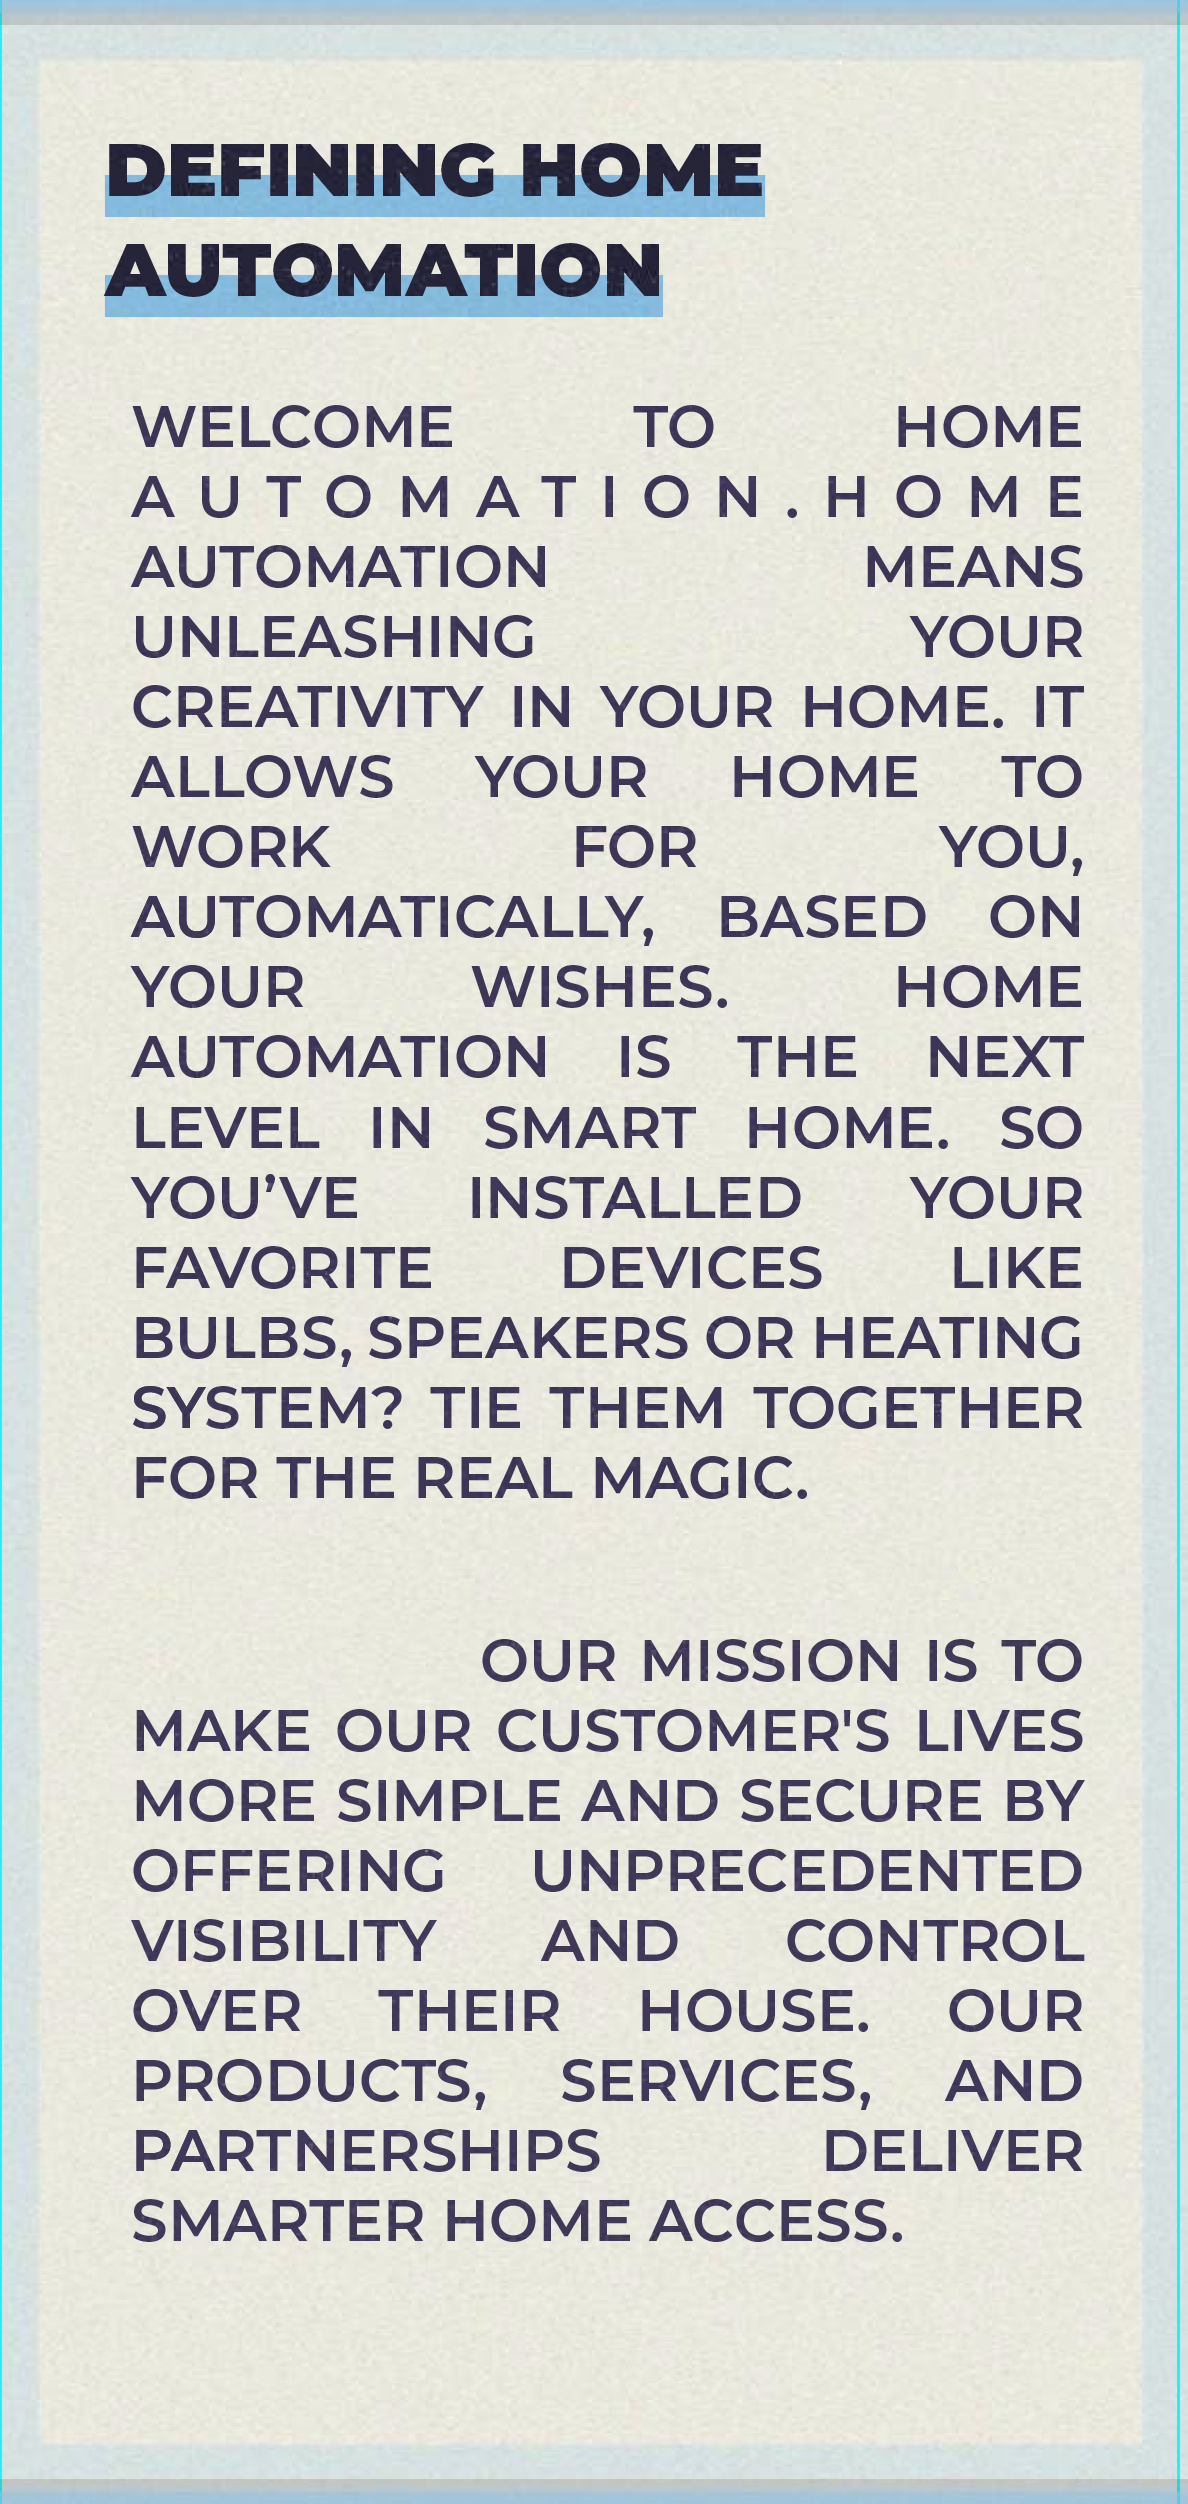 DEFINING HOME
AUTOMATION
WELCOME TO HOME
AUTOMATION.HOME
AUTOMATION MEANS
UNLEASHING YOUR
CREATIVITY IN YOUR HOME. IT
ALLOWS YOUR HOME TO
WORK FOR YOU,
AUTOMATICALLY, BASED ON
YOUR WISHES. HOME
AUTOMATION IS THE NEXT
LEVEL IN SMART HOME. SO
YOU’VE INSTALLED YOUR
FAVORITE DEVICES LIKE
BULBS, SPEAKERS OR HEATING
SYSTEM? TIE THEM TOGETHER
FOR THE REAL MAGIC.
OUR MISSION IS TO
MAKE OUR CUSTOMER'S LIVES
MORE SIMPLE AND SECURE BY
OFFERING UNPRECEDENTED
VISIBILITY AND CONTROL
OVER THEIR HOUSE. OUR
PRODUCTS, SERVICES, AND
PARTNERSHIPS DELIVER
SMARTER HOME ACCESS.